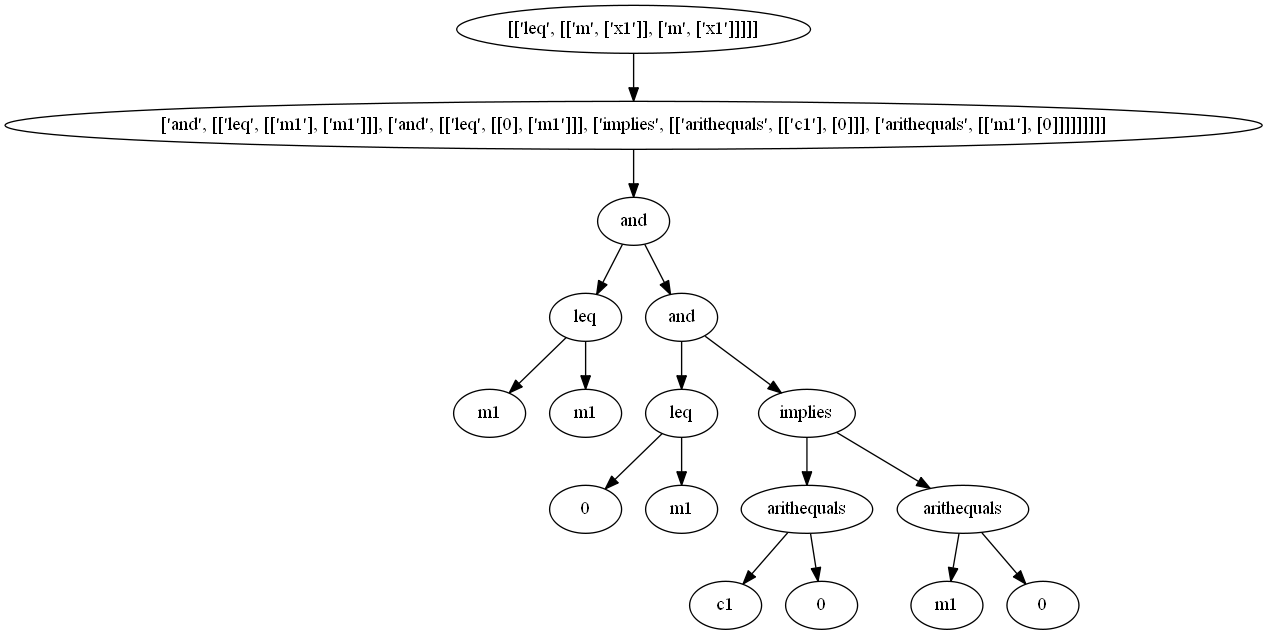 [['leq', [['m', ['x1']], ['m', ['x1']]]]]
['and', [['leq', [['m1'], ['m1']]], ['and', [['leq', [[0], ['m1']]], ['implies', [['arithequals', [['c1'], [0]]], ['arithequals', [['m1'], [0]]]]]]]]]
and
leq and
m1 m1 leq implies
0 m1 arithequals arithequals
c1 0 m1 0